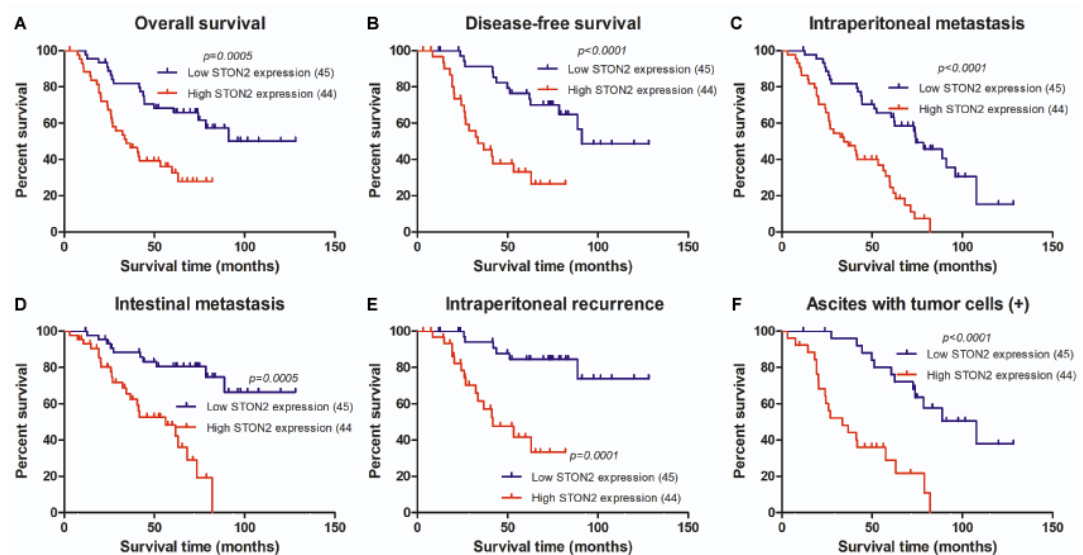 A
Overall survival
Percent survival
100
80
60
40
20
0
p=0.0005
Low STON2 expression (45)
High STON2 expression (44)
0
50
100
150
Survival time (months)
B
Disease-free survival
Percent survival
100
80
60
40
20
0
p<0.0001
Low STON2 expression (45)
High STON2 expression (44)
0
50
100
150
Survival time (months)
C
Intraperitoneal metastasis
Percent survival
100
80
60
40
20
0
p<0.0001
Low STON2 expression (45)
High STON2 expression (44)
0
50
100
150
Survival time (months)
D
Intestinal metastasis
Percent survival
100
80
60
40
20
0
p=0.0005
Low STON2 expression (45)
High STON2 expression (44
0
50
100
150
Survival time (months)
E
Intraperitoneal recurrence
Percent survival
100
80
60
40
20
0
p=0.0001
Low STON2 expression (45)
High STON2 expression (44)
0
50
100
150
Survival time (months)
F
Ascites with tumor cells (+)
Percent survival
100
80
60
40
20
0
p<0.0001
Low STON2 expression (45)
High STON2 expression (44)
0
50
100
150
Survival time (months)